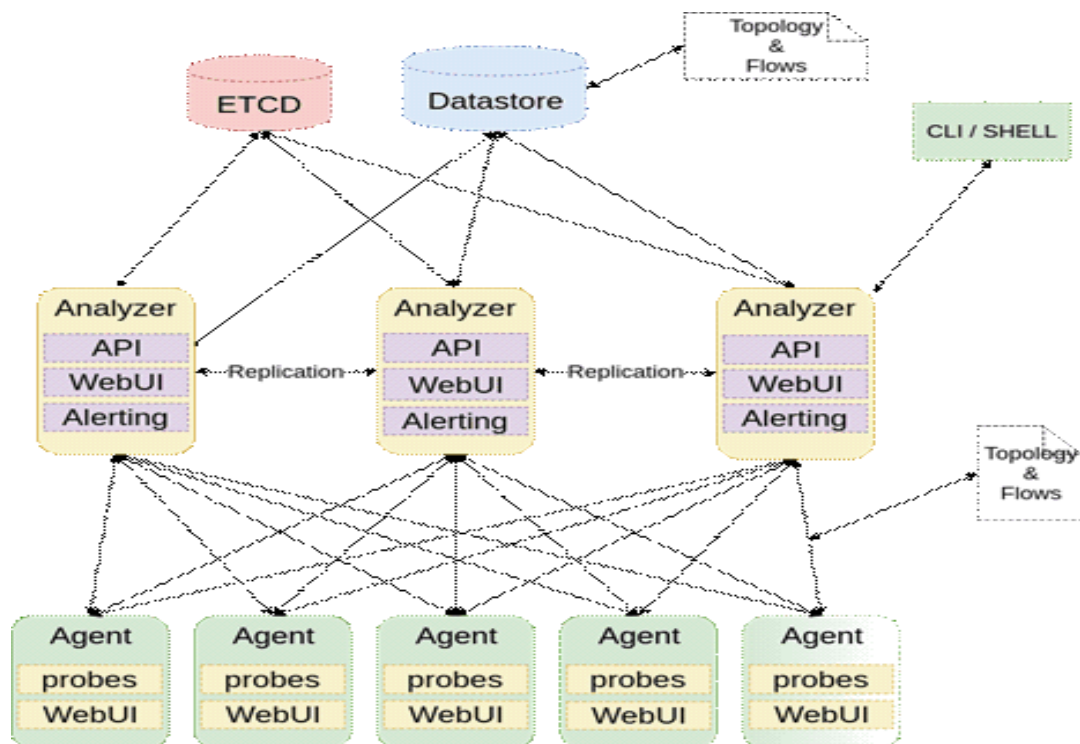 Topology
&
Flows
ETCD
Datastore
CLI / SHELL
Analyzer
API
WebUI
Alerting
Replication
Analyzer
API
WebUI
Alerting
Replication
Analyzer
API
WebUI
Alerting
Topology
&
Flows
Agent
probes
WebUI
Agent
probes
WebUI
Agent
probes
WebUI
Agent
probes
WebUI
Agent
probes
WebUI